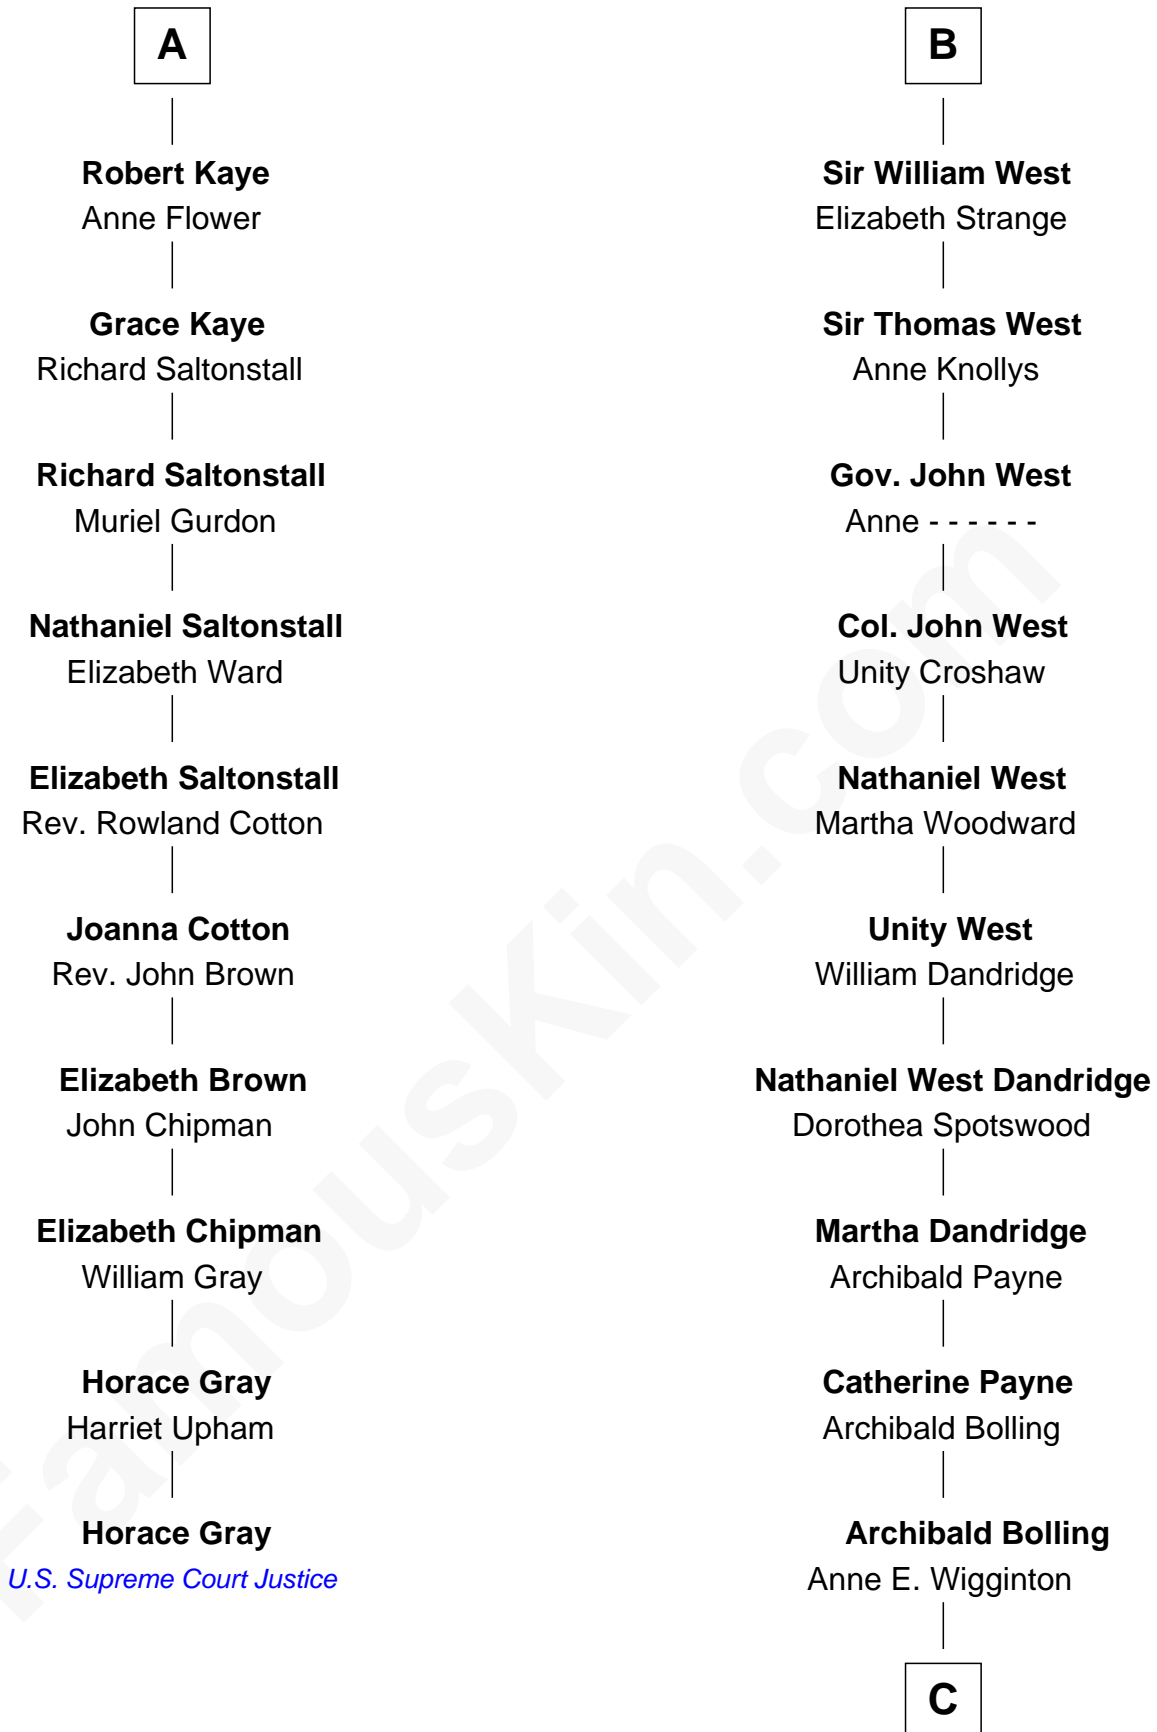 A
Robert Kaye
Anne Flower
Grace Kaye
Richard Saltonstall
Richard Saltonstall
Muriel Gurdon
Nathaniel Saltonstall
Elizabeth Ward
Elizabeth Saltonstall
Rev. Rowland Cotton
Joanna Cotton
Rev. John Brown
Elizabeth Brown
John Chipman
Elizabeth Chipman
William Gray
Horace Gray
Harriet Upham
Horace Gray
U.S. Supreme Court Justice
B
Sir William West
Elizabeth Strange
Sir Thomas West
Anne Knollys
Gov. John West
Anne - - - - - -
Col. John West
Unity Croshaw
Nathaniel West
Martha Woodward
Unity West
William Dandridge
Nathaniel West Dandridge
Dorothea Spotswood
Martha Dandridge
Archibald Payne
Catherine Payne
Archibald Bolling
Archibald Bolling
Anne E. Wigginton
C
FamousKin.com